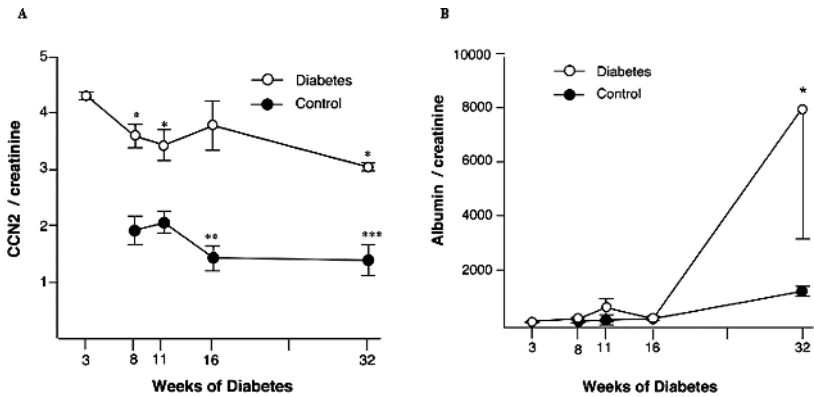 A
CCN2 / creatinine
5
4
3
2
1
Diabetes
Control
*
*
*
**
***
3
8
11
16
32
Weeks of Diabetes
B
Albumin / creatinine
10000
8000
6000
4000
2000
Diabetes
Control
*
3
8
11
16
32
Weeks of Diabetes